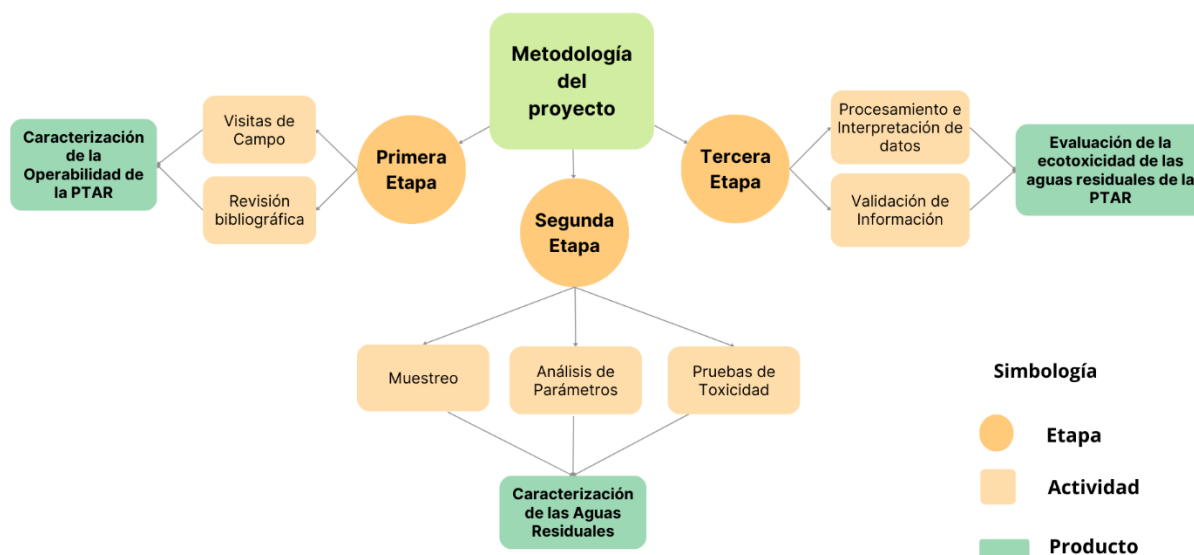 Metodología
del
proyecto
Primera
Etapa
Visitas de
Campo
Revisión
bibliográfica
Caracterización
de la
Operabilidad de
la PTAR
Segunda
Etapa
Muestreo
Análisis de
Parámetros
Pruebas de
Toxicidad
Caracterización
de las Aguas
Residuales
Tercera
Etapa
Procesamiento e
Interpretación de
datos
Validación de
Información
Evaluación de la
ecotoxicidad de las
aguas residuales de la
PTAR
Simbología
Etapa
Actividad
Producto